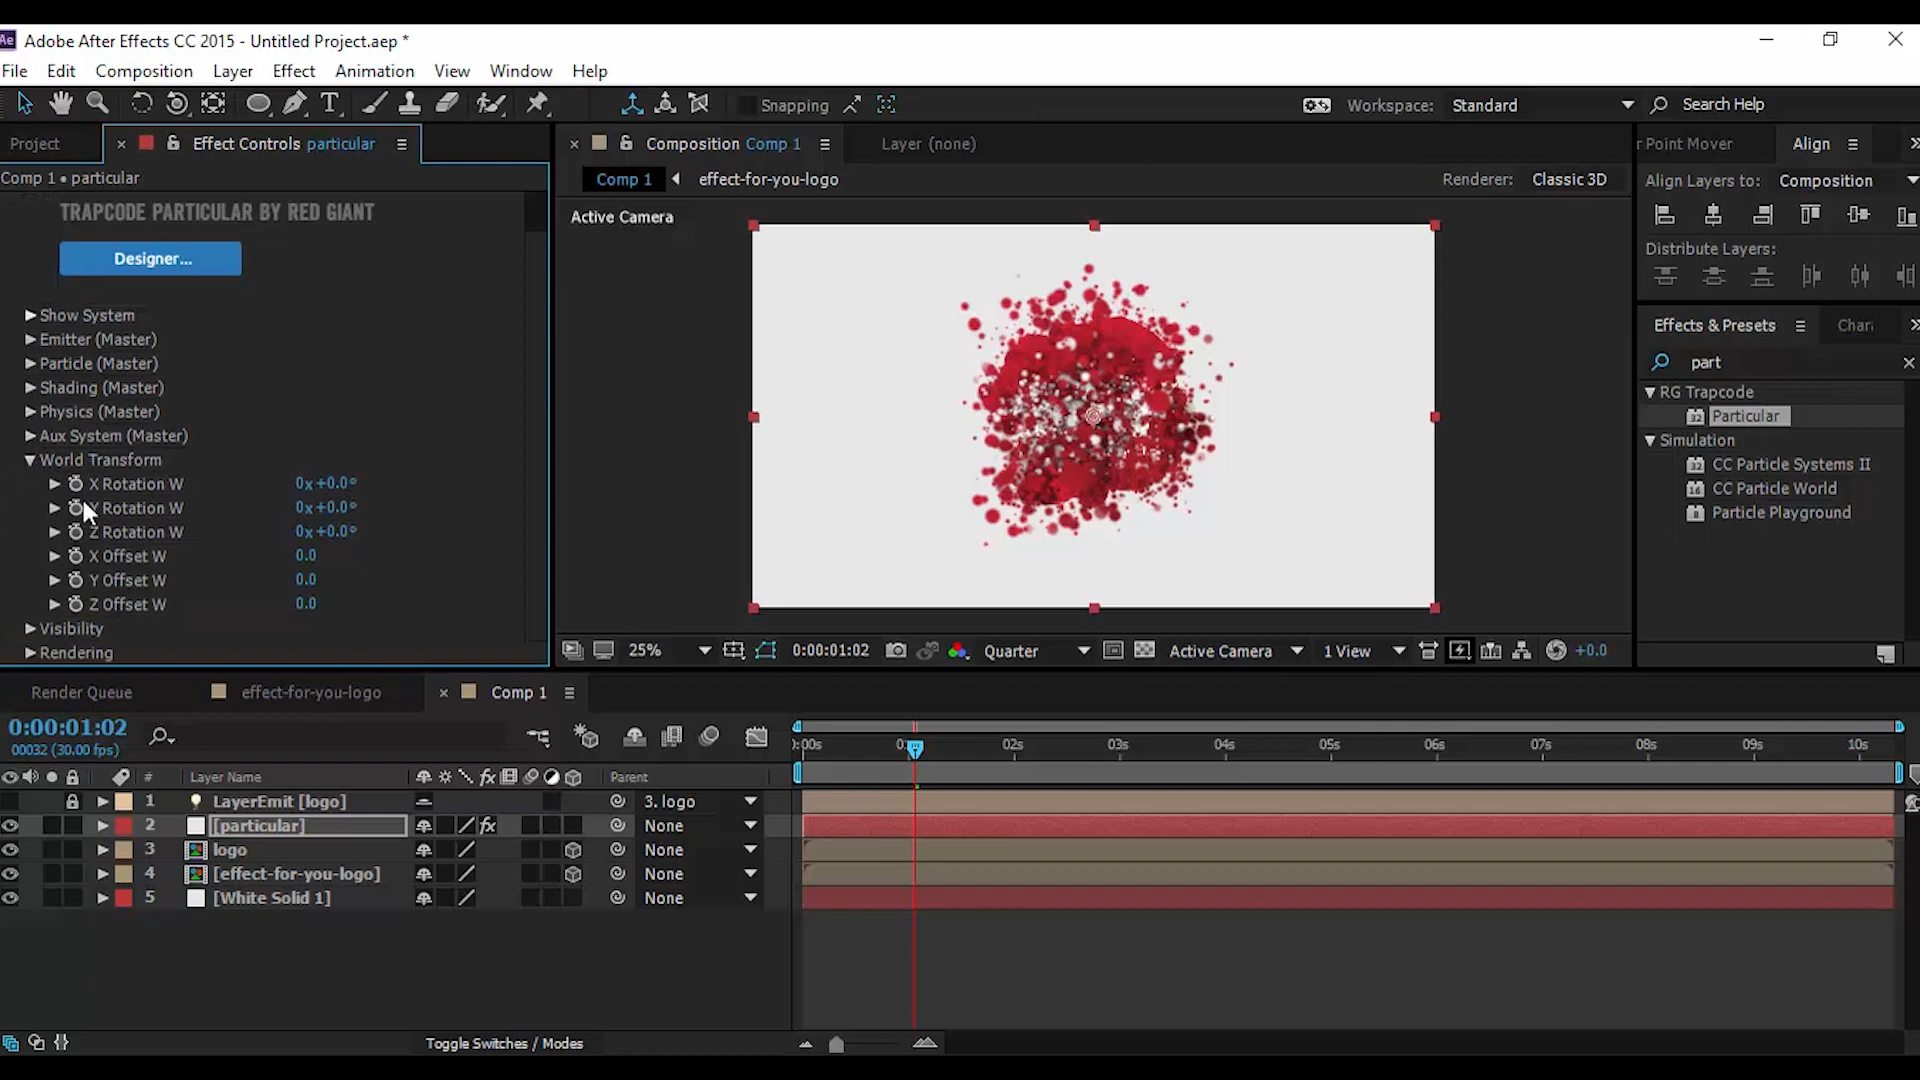 Ae Adobe After Effects CC 2015 - Untitled Project.aep *
File Edit Composition Layer Effect Animation View Window Help
T Snapping Workspace: Standard Search Help
Project Effect Controls particular
Comp 1 • particular
TRAPCODE PARTICULAR BY RED GIANT
Designer...
Show System
Emitter (Master)
Particle (Master)
Shading (Master)
Physics (Master)
Aux System (Master)
World Transform
X Rotation W 0x+0.0°
Y Rotation W 0x+0.0°
Z Rotation W 0x+0.0°
X Offset W 0.0
Y Offset W 0.0
Z Offset W 0.0
Visibility
Rendering
Composition Comp 1 Layer (none)
Comp 1 effect-for-you-logo Renderer: Classic 3D
Active Camera
25% 0:00:01:02 Quarter Active Camera 1 View +0.0
r Point Mover Align
Align Layers to: Composition
Distribute Layers:
Effects & Presets Chara
part
RG Trapcode
32 Particular
Simulation
32 CC Particle Systems II
16 CC Particle World
8 Particle Playground
Render Queue effect-for-you-logo Comp 1
0:00:01:02
00032 (30.00 fps)
:00s 02s 03s 04s 05s 06s 07s 08s 09s 10s
# Layer Name fx Parent
1 LayerEmit [logo] 3. logo
2 [particular] fx None
3 logo None
4 [effect-for-you-logo] None
5 [White Solid 1] None
Toggle Switches / Modes